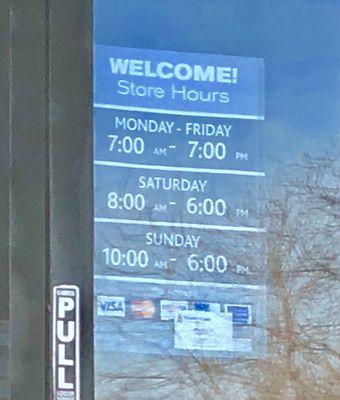 WELCOME!
Store Hours
MONDAY - FRIDAY
7:00 AM - 7:00 PM
SATURDAY
8:00 AM - 6:00 PM
SUNDAY
10:00 AM - 6:00 PM
VISA
PULL